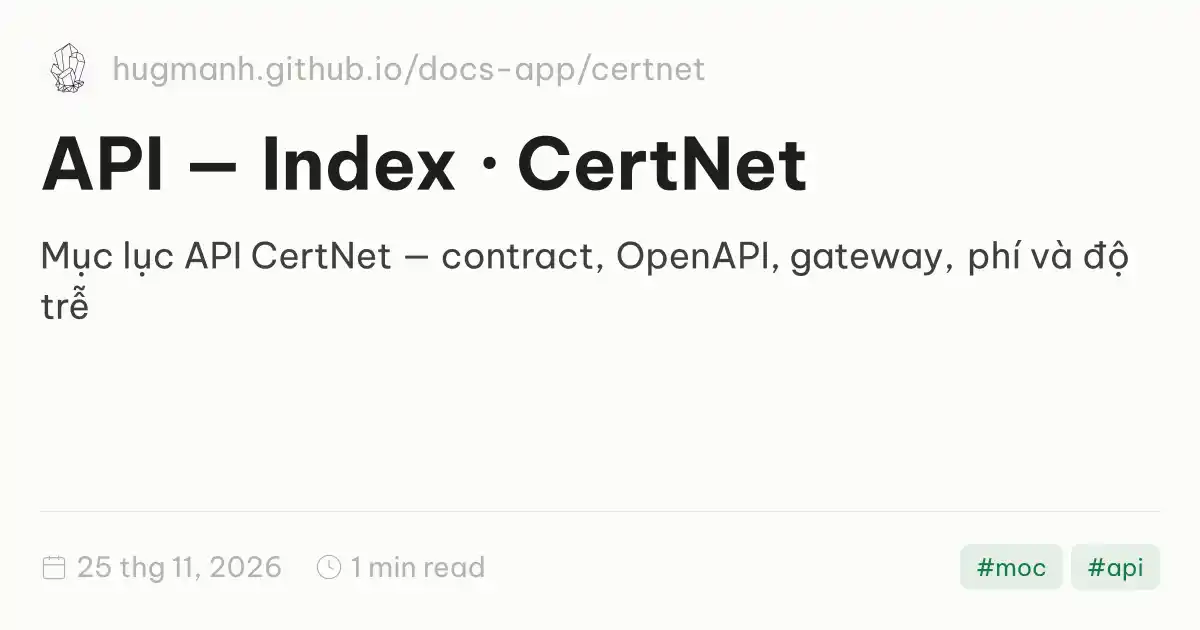 hugmanh.github.io/docs-app/certnet
API — Index · CertNet
Mục lục API CertNet — contract, OpenAPI, gateway, phí và độ
trễ
25 thg 11, 2026
1 min read
#moc
#api